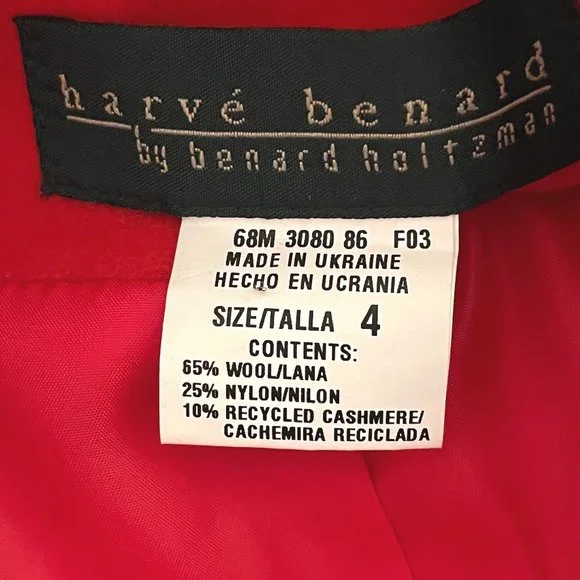 harvé benard
by benard holtzman
68M 3080 86 F03
MADE IN UKRAINE
HECHO EN UCRANIA
SIZE/TALLA 4
CONTENTS:
65% WOOL/LANA
25% NYLON/NILON
10% RECYCLED CASHMERE/
CACHEMIRA RECICLADA